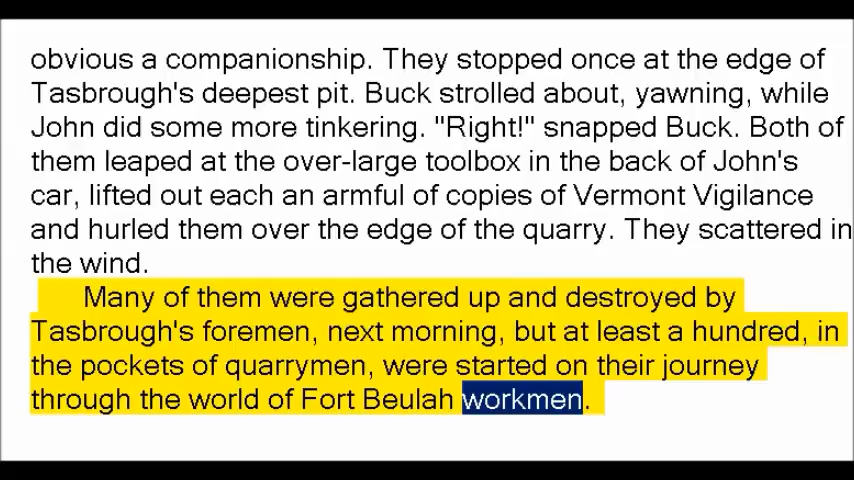 obvious a companionship. They stopped once at the edge of
Tasbrough's deepest pit. Buck strolled about, yawning, while
John did some more tinkering. "Right!" snapped Buck. Both of
them leaped at the over-large toolbox in the back of John's
car, lifted out each an armful of copies of Vermont Vigilance
and hurled them over the edge of the quarry. They scattered in
the wind.
Many of them were gathered up and destroyed by
Tasbrough's foremen, next morning, but at least a hundred, in
the pockets of quarrymen, were started on their journey
through the world of Fort Beulah workmen.